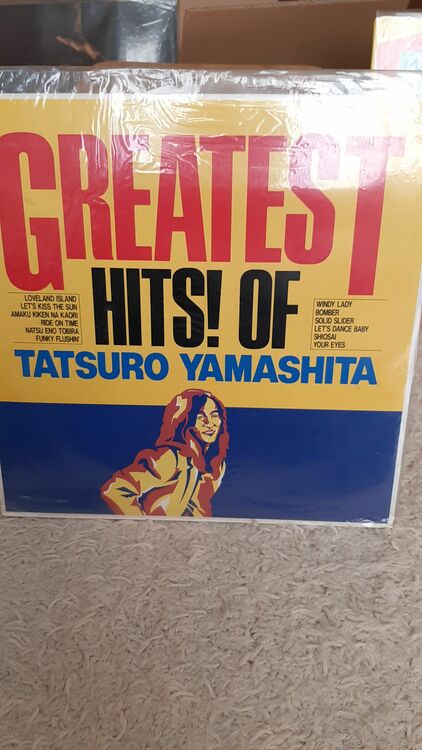 GREATEST
HITS! OF
LOVELAND ISLAND
LET'S KISS THE SUN
AMAKU KIKEN NA KAORI
RIDE ON TIME
NATSU ENO TOBIRA
FUNKY FLUSHIN'
WINDY LADY
BOMBER
SOLID SLIDER
LET'S DANCE BABY
SHIOSAI
YOUR EYES
TATSURO YAMASHITA